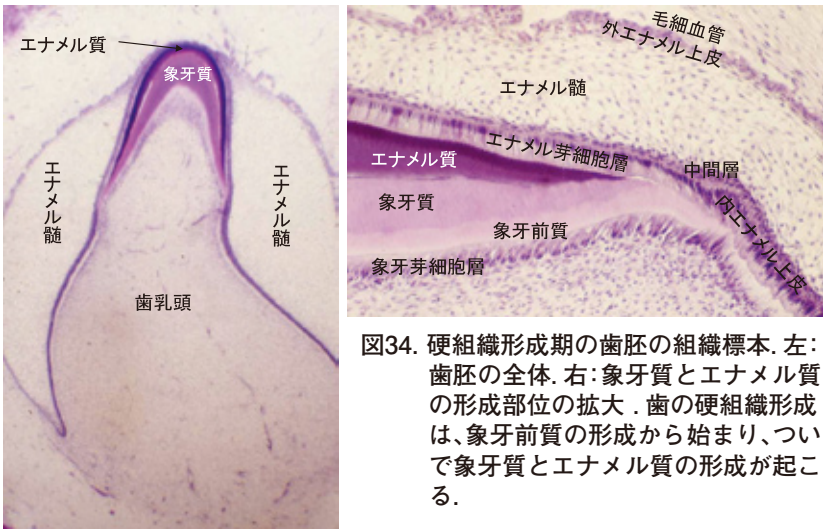 エナメル質
象牙質
エナメル髄
エナメル髄
歯乳頭
毛細血管
外エナメル上皮
エナメル髄
エナメル芽細胞層
エナメル質
中間層
象牙質
内エナメル上皮
象牙前質
象牙芽細胞層
図34. 硬組織形成期の歯胚の組織標本. 左:
歯胚の全体. 右:象牙質とエナメル質
の形成部位の拡大 . 歯の硬組織形成
は、象牙前質の形成から始まり、つい
で象牙質とエナメル質の形成が起こ
る.